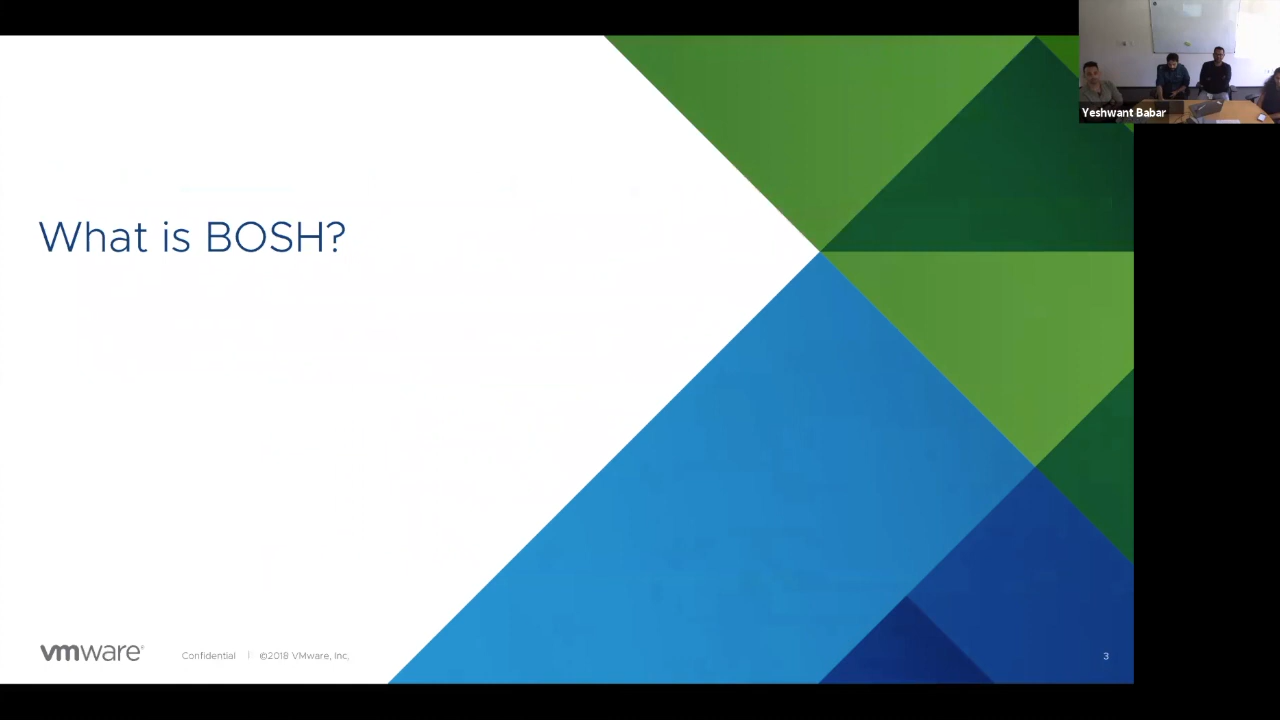 Yeshwant Babar
What is BOSH?
vmware
Confidential | ©2018 VMware, Inc.
3